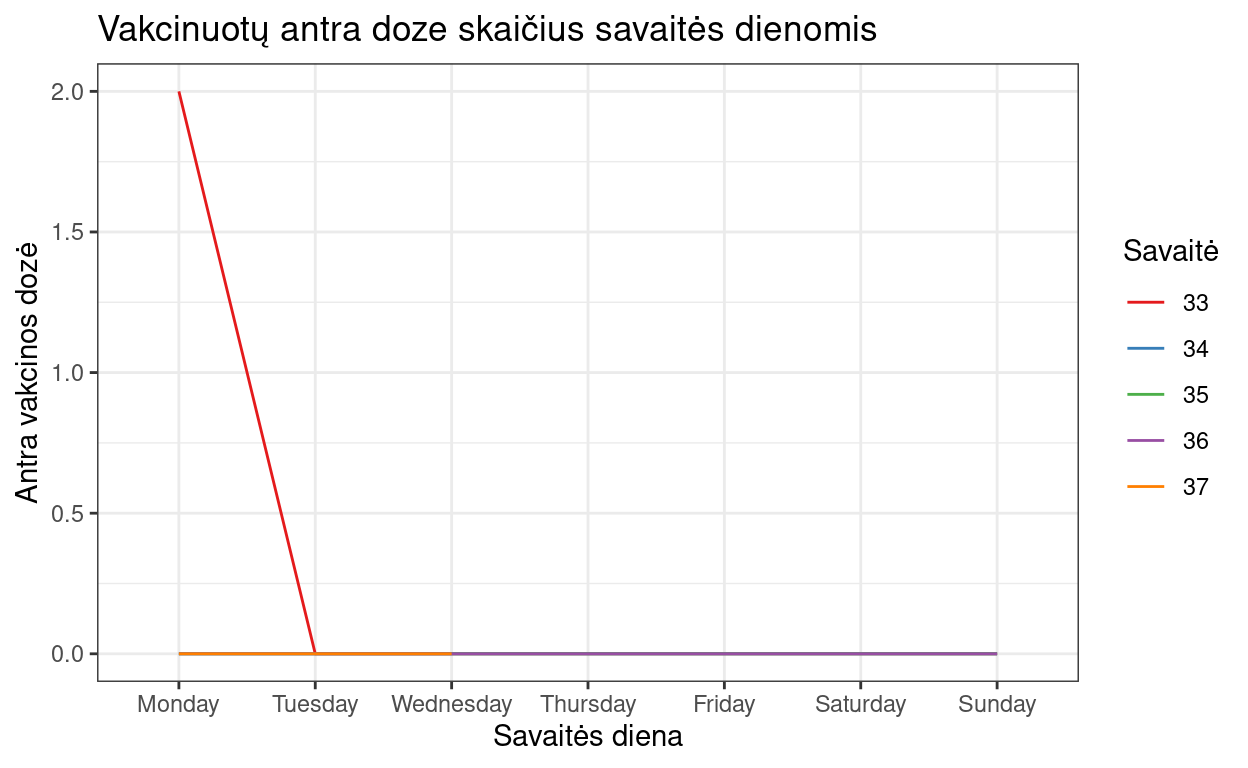 Vakcinuotų antra doze skaičius savaitės dienomis
Antra vakcinos dozė
2.0
1.5
1.0
0.5
0.0
Monday Tuesday Wednesday Thursday Friday Saturday Sunday
Savaitės diena
Savaitė
33
34
35
36
37